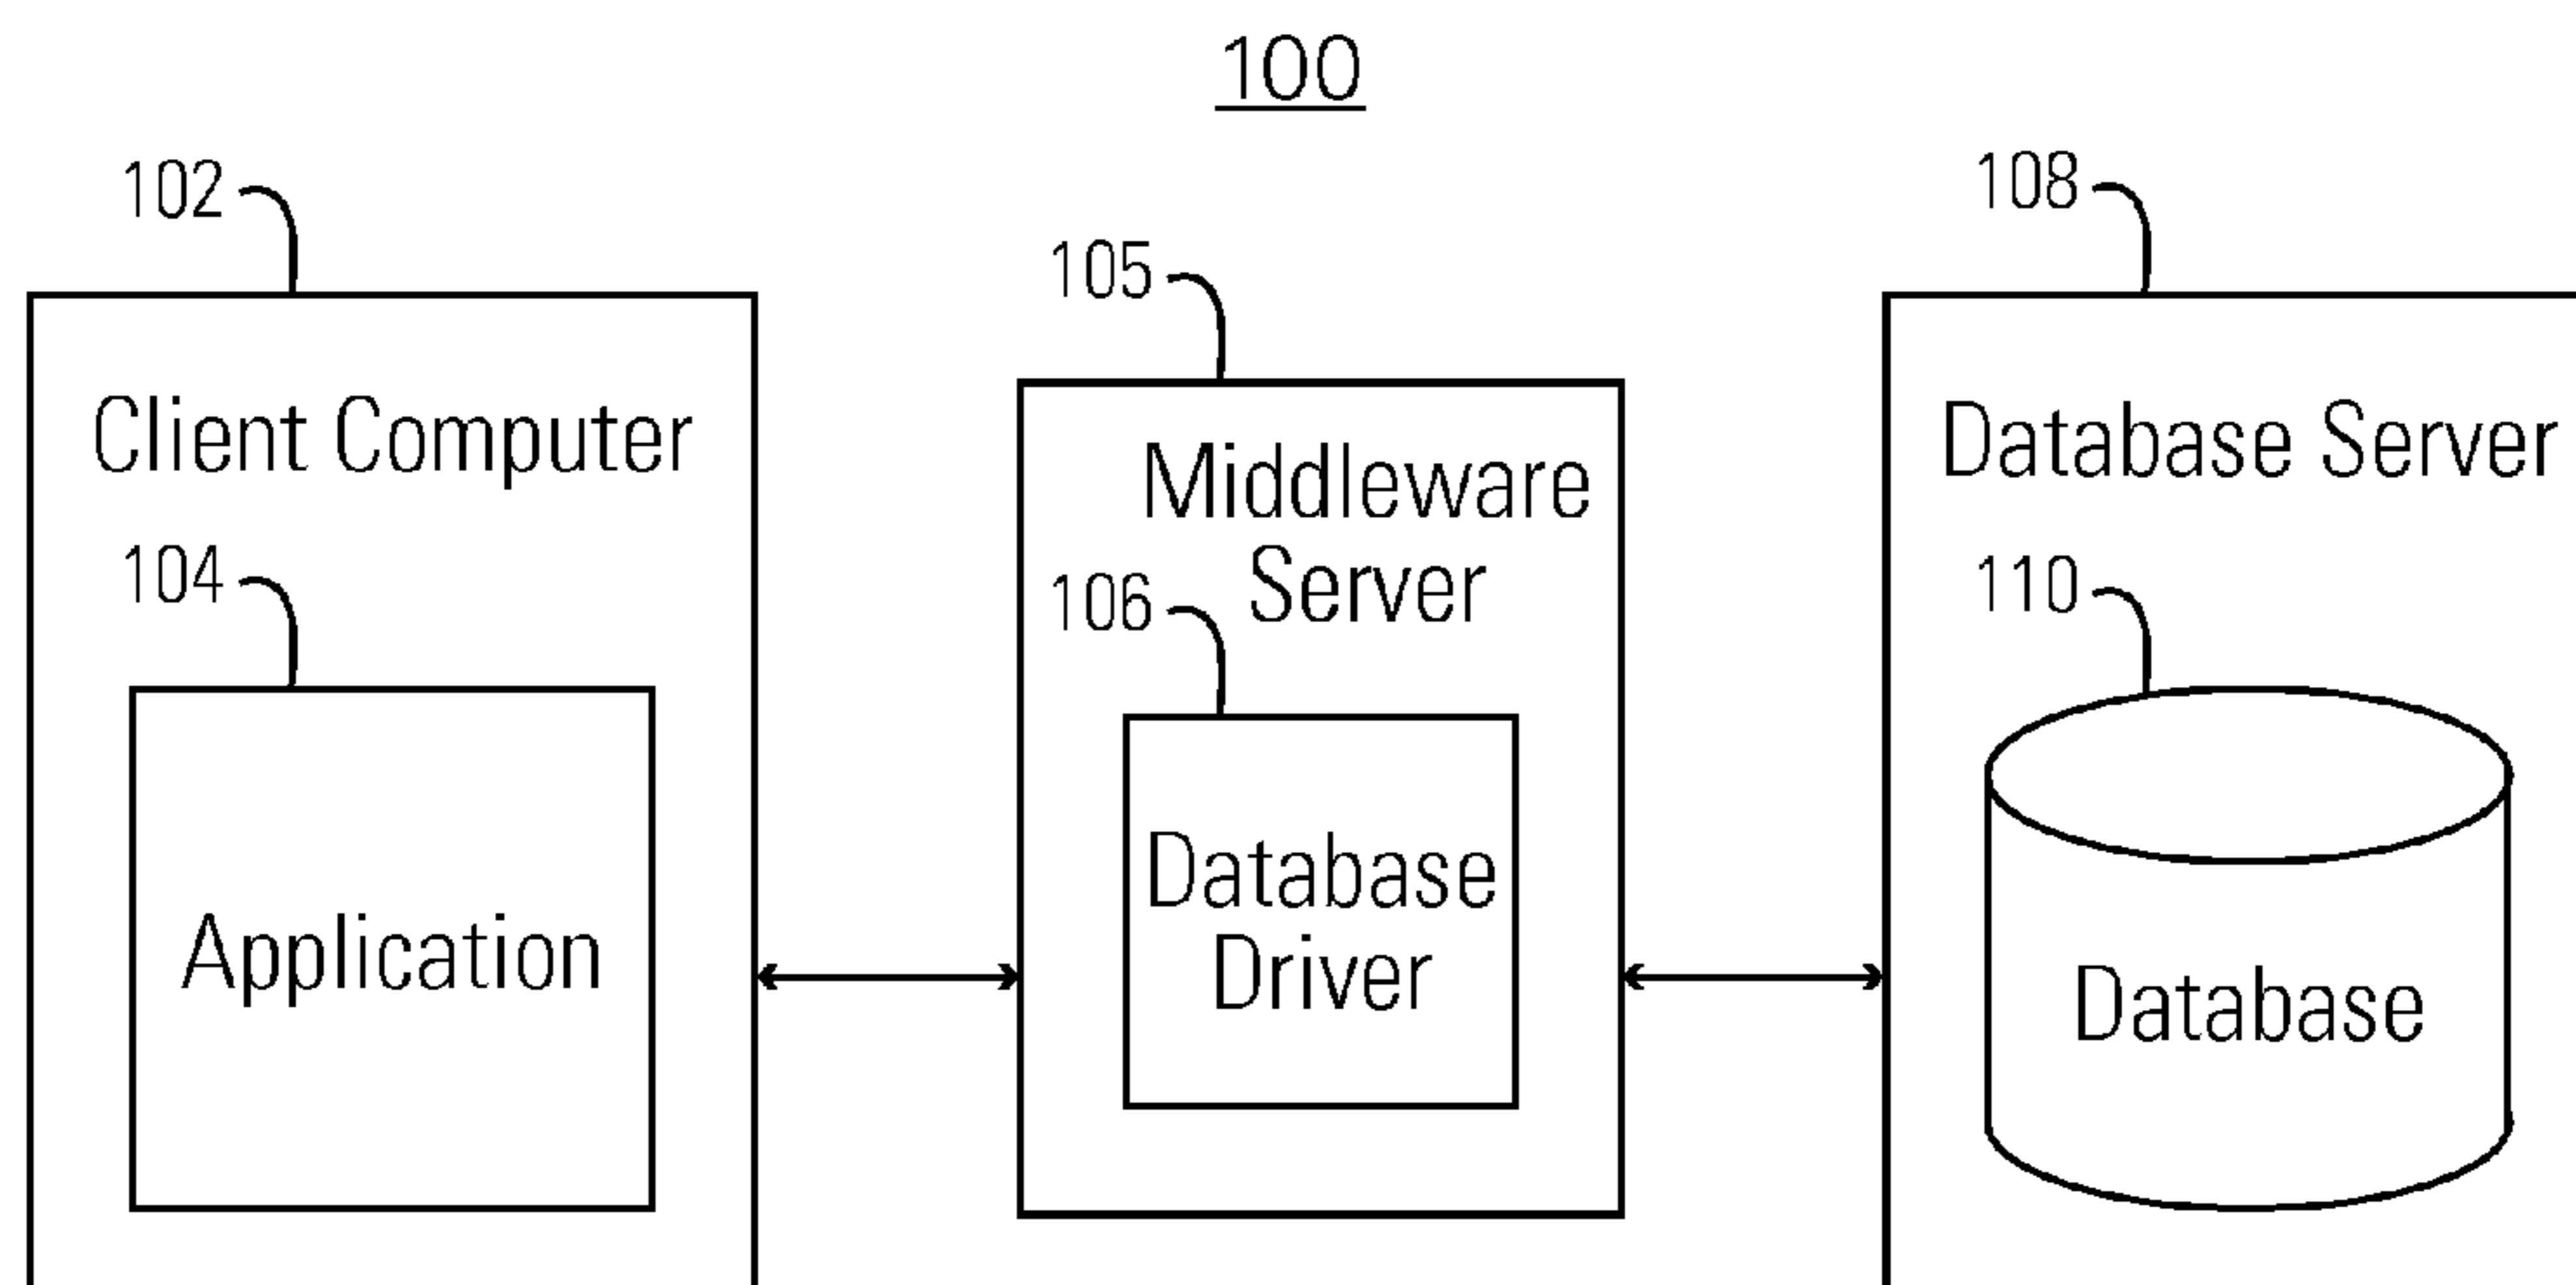 100
102
Client Computer
104
Application
105
Middleware
Server
106
Database
Driver
108
Database Server
110
Database